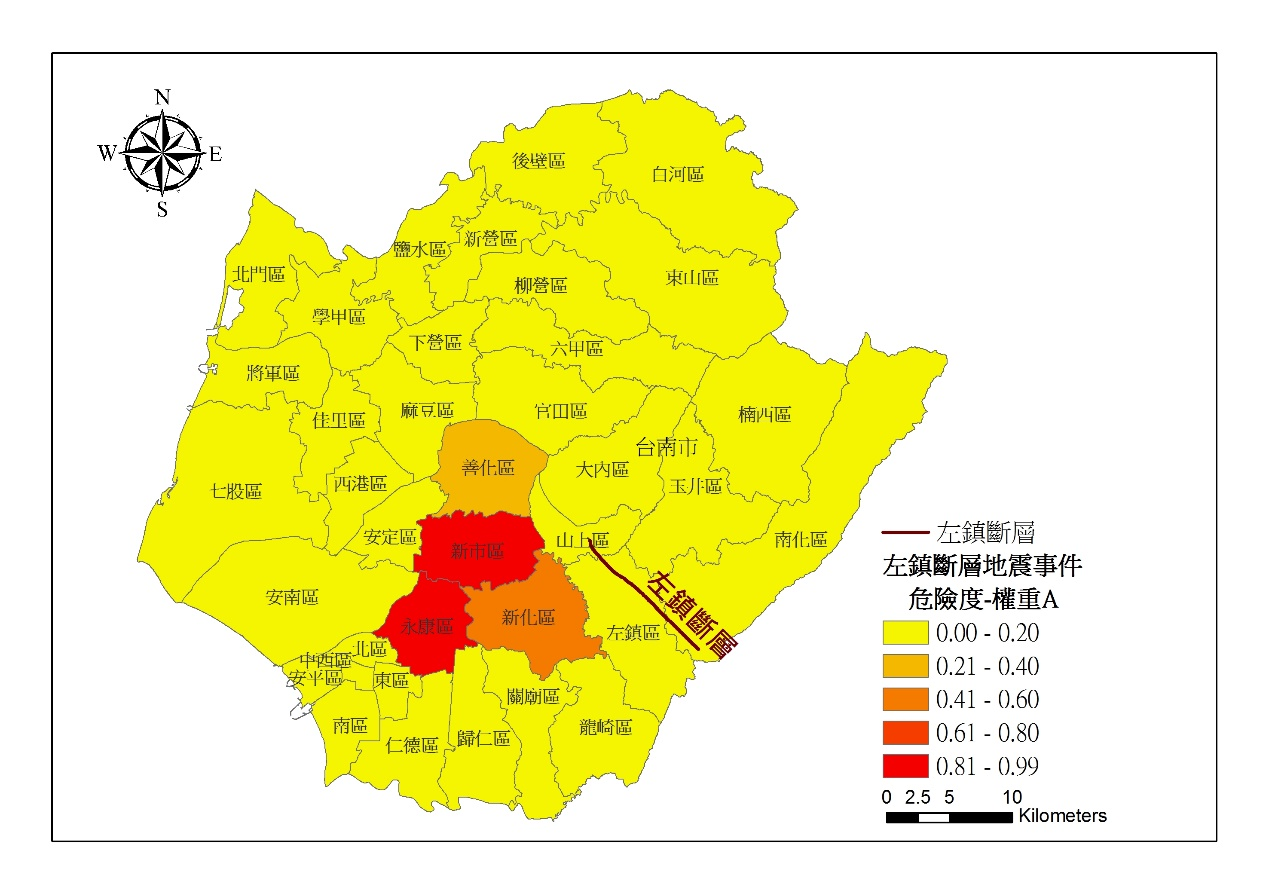 N
W E
S
後壁區
白河區
新營區
鹽水區
北門區
東山區
柳營區
學甲區
下營區
六甲區
將軍區
麻豆區
官田區
楠西區
佳里區
台南市
善化區
大內區
西港區
玉井區
七股區
安定區
新市區
山上區
南化區
安南區
新化區
永康區
左鎮區
左鎮斷層
北區
中西區
安平區
東區
關廟區
南區
龍崎區
歸仁區
仁德區
左鎮斷層
左鎮斷層地震事件
危險度-權重A
0.00 - 0.20
0.21 - 0.40
0.41 - 0.60
0.61 - 0.80
0.81 - 0.99
0 2.5 5 10
Kilometers